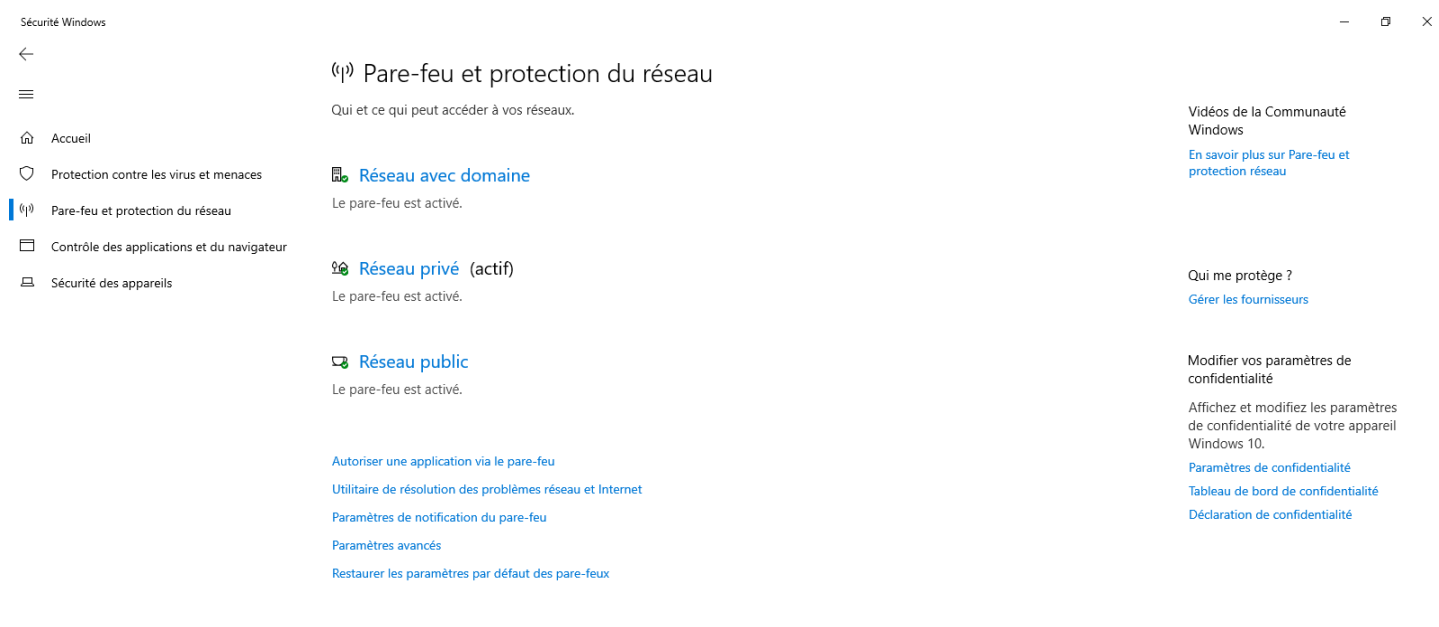 Sécurité Windows
Accueil
Protection contre les virus et menaces
Pare-feu et protection du réseau
Contrôle des applications et du navigateur
Sécurité des appareils
Pare-feu et protection du réseau
Qui et ce qui peut accéder à vos réseaux.
Réseau avec domaine
Le pare-feu est activé.
Réseau privé (actif)
Le pare-feu est activé.
Réseau public
Le pare-feu est activé.
Autoriser une application via le pare-feu
Utilitaire de résolution des problèmes réseau et Internet
Paramètres de notification du pare-feu
Paramètres avancés
Restaurer les paramètres par défaut des pare-feux
Vidéos de la Communauté
Windows
En savoir plus sur Pare-feu et
protection réseau
Qui me protège ?
Gérer les fournisseurs
Modifier vos paramètres de
confidentialité
Affichez et modifiez les paramètres
de confidentialité de votre appareil
Windows 10.
Paramètres de confidentialité
Tableau de bord de confidentialité
Déclaration de confidentialité